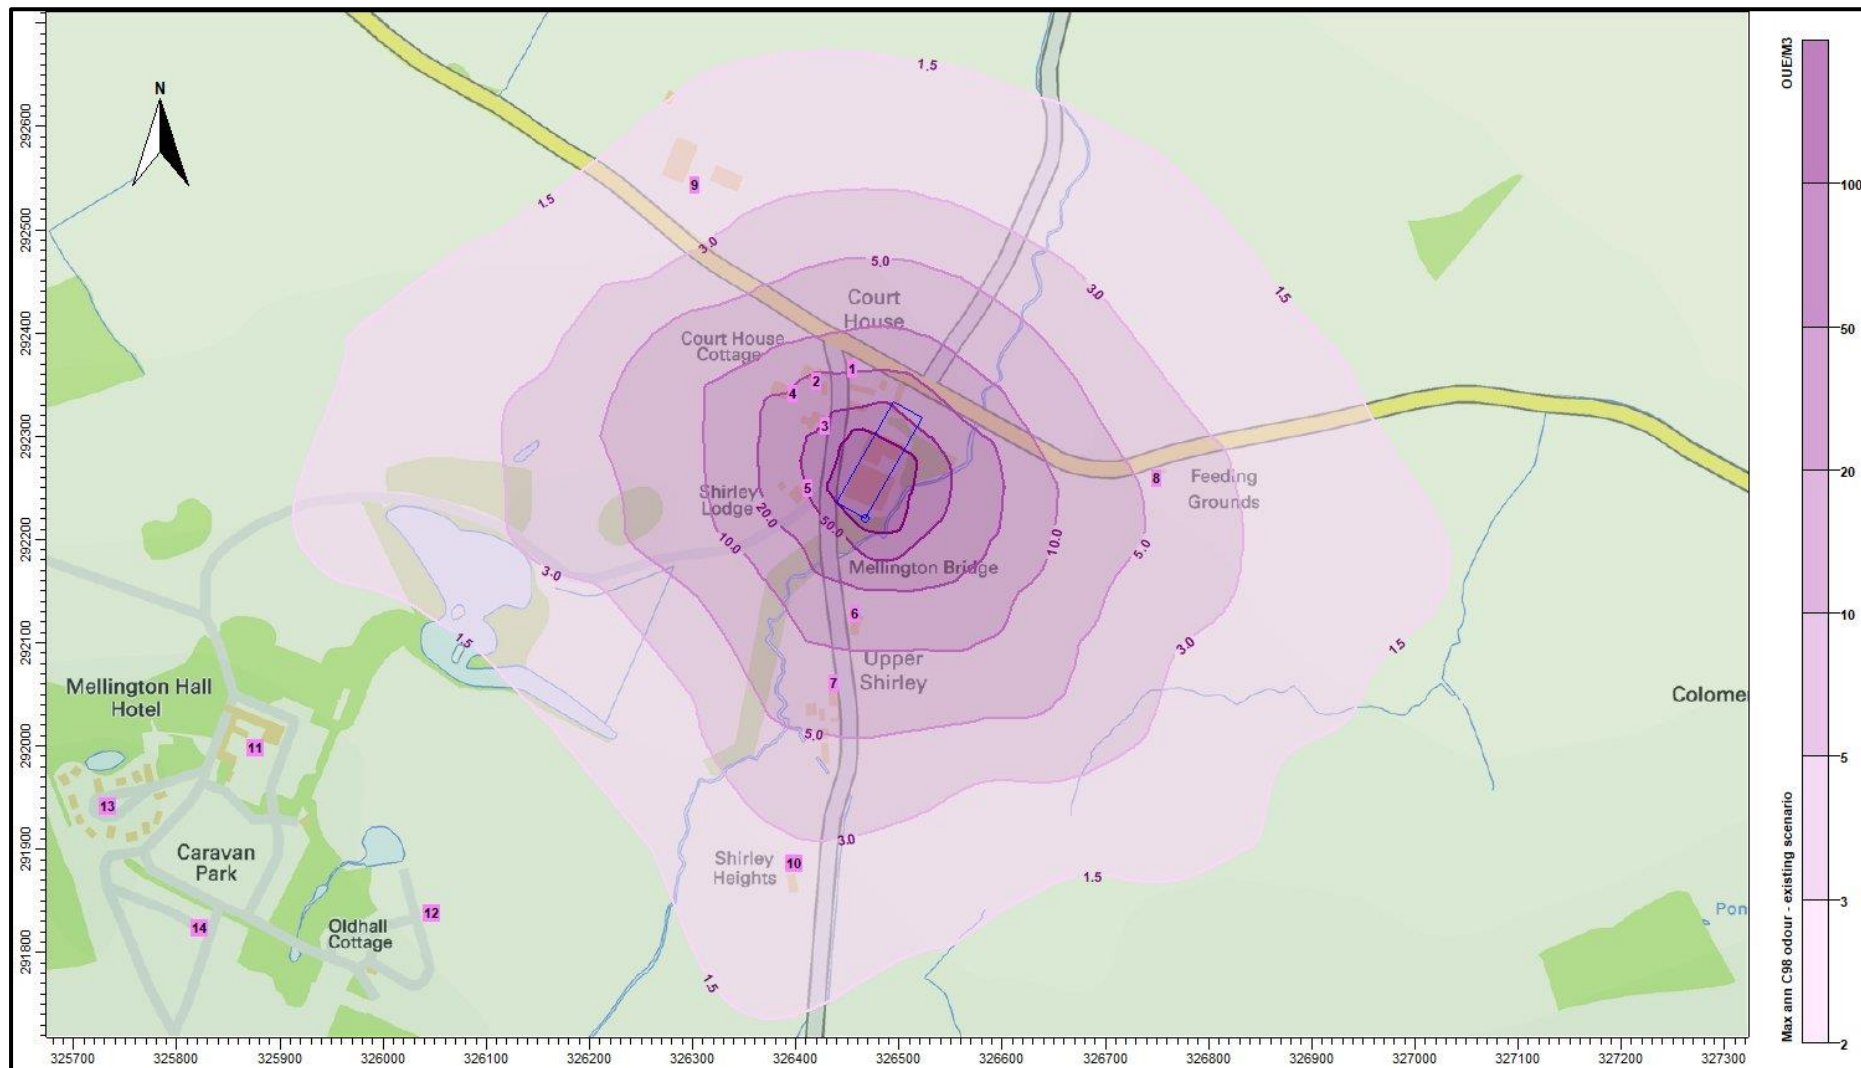 1.5
N
9
1.5
3.0
5.0
3.0
1.5
Court
House
Court House
Cottage
1
2
4
3
8
Feeding
Grounds
5
Shirley
Lodge
20.0
50.0
10.0
10.0
5.0
Mellington Bridge
3.0
6
1.5
3.0
1.5
Upper
Shirley
7
Mellington Hall
Hotel
Colome
5.0
11
13
3.0
Caravan
Park
Shirley
Heights
10
1.5
12
14
Oldhall
Cottage
Pon
1.5
292600
292500
292400
292300
292200
292100
292000
291900
291800
325700
325800
325900
326000
326100
326200
326300
326400
326500
326600
326700
326800
326900
327000
327100
327200
327300
OUE/M3
100
50
20
10
5
3
2
Max ann C98 odour - existing scenario